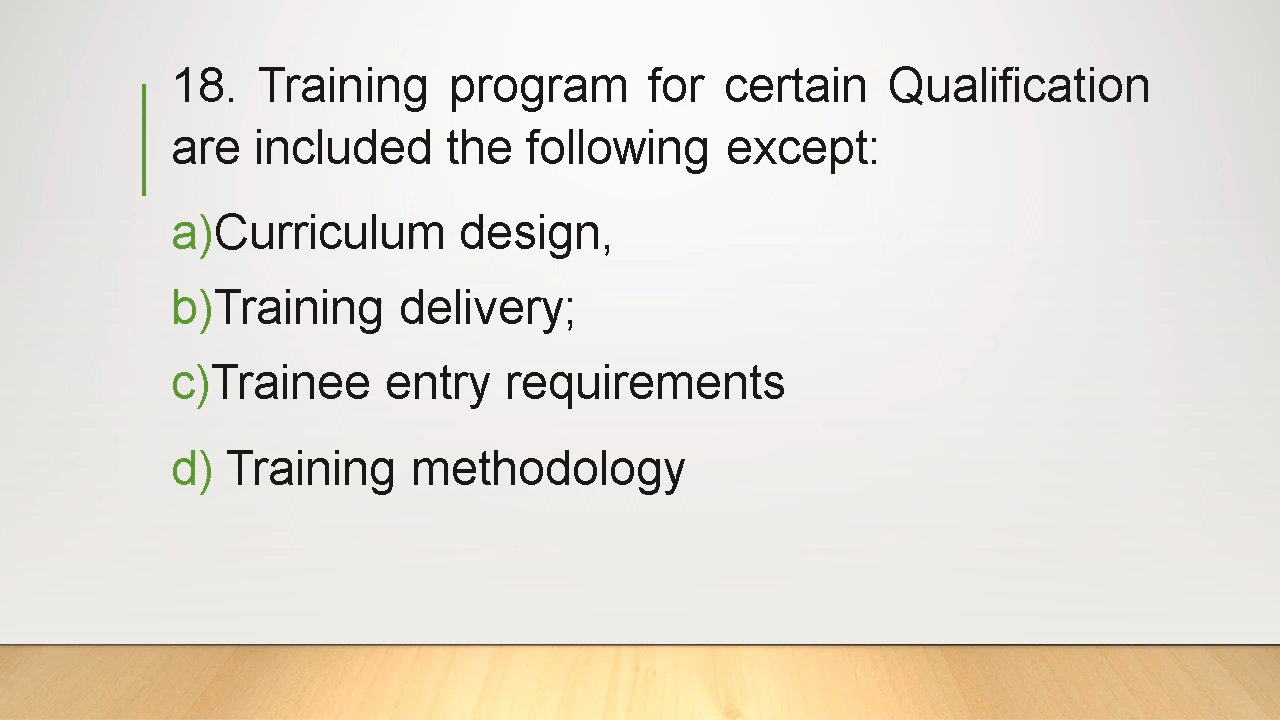 18. Training program for certain Qualification
are included the following except:
a)Curriculum design,
b)Training delivery;
c)Trainee entry requirements
d) Training methodology